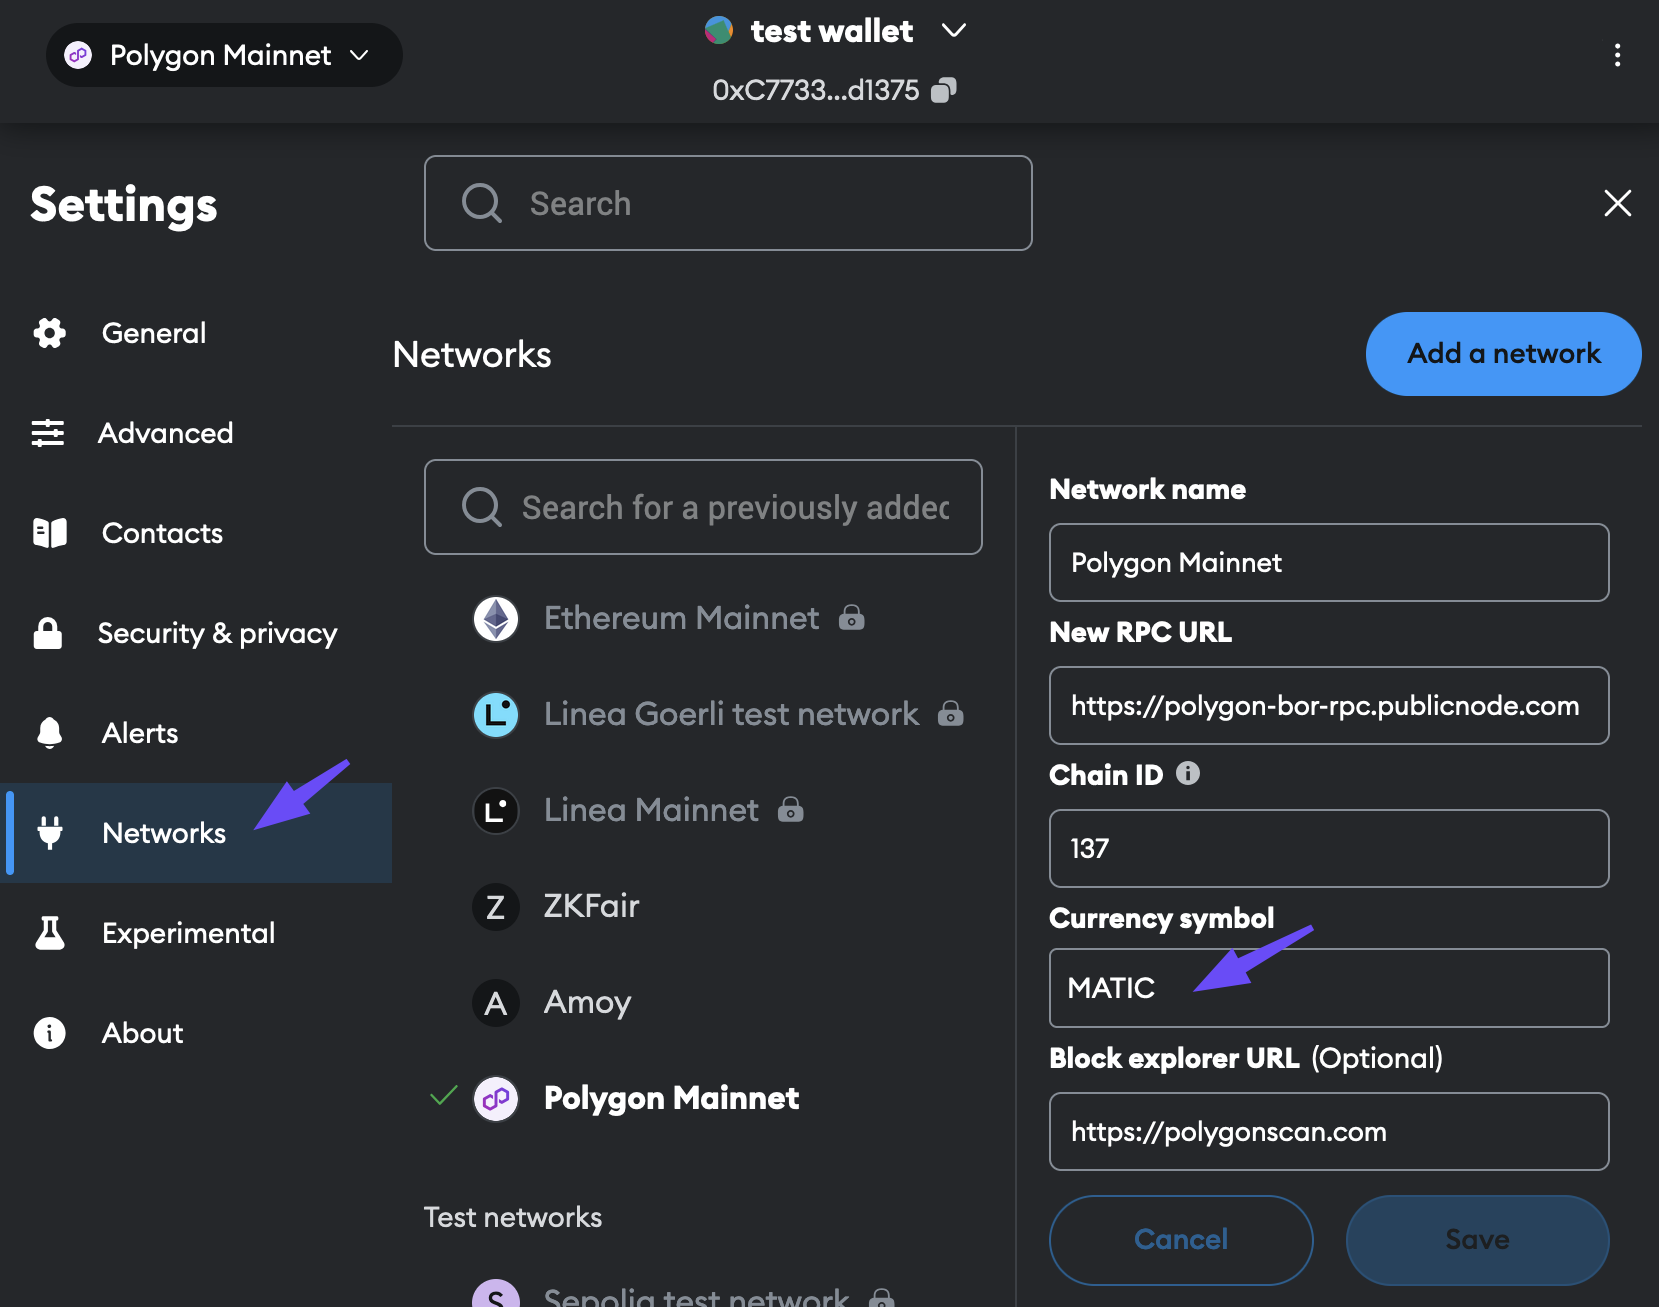 Polygon Mainnet
test wallet
0xC7733...d1375
Settings
Search
General
Advanced
Contacts
Security & privacy
Alerts
Networks
Experimental
About
Networks
Add a network
Search for a previously added
Ethereum Mainnet
Linea Goerli test network
Linea Mainnet
Z ZKFair
A Amoy
Polygon Mainnet
Test networks
S Sepolia test network
Network name
Polygon Mainnet
New RPC URL
https://polygon-bor-rpc.publicnode.com
Chain ID
137
Currency symbol
MATIC
Block explorer URL (Optional)
https://polygonscan.com
Cancel
Save